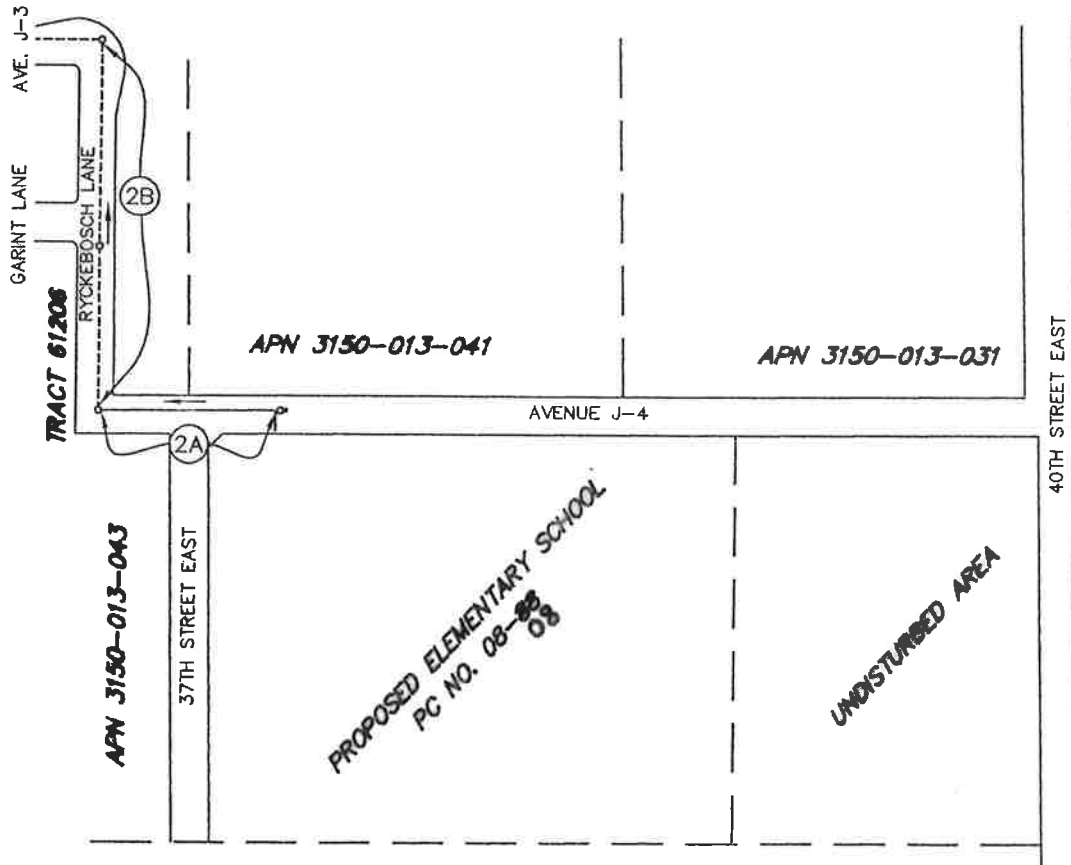 AVE. J-3
GARINT LANE
RYCKEBOSCH LANE
2B
TRACT 61206
APN 3150-013-041
APN 3150-013-031
AVENUE J-4
40TH STREET EAST
2A
APN 3150-013-043
37TH STREET EAST
PROPOSED ELEMENTARY SCHOOL
PC NO. 08-88
08
UNDISTURBED AREA